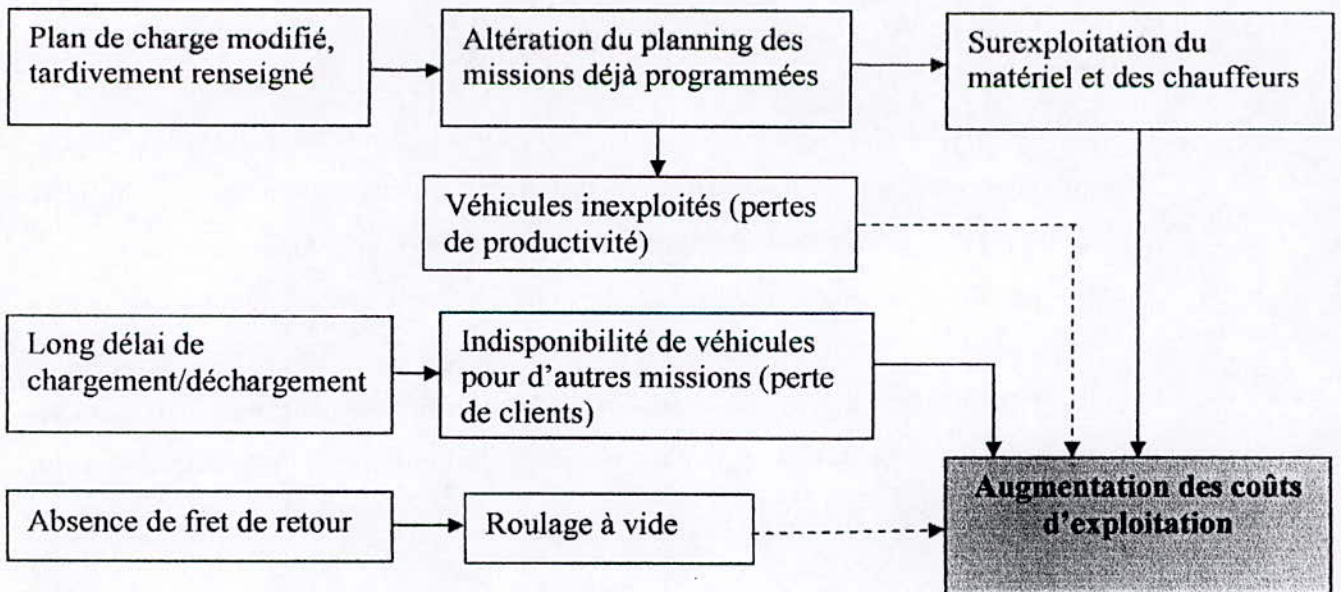 Plan de charge modifié,
tardivement renseigné
Altération du planning des
missions déjà programmées
Surexploitation du
matériel et des chauffeurs
Véhicules inexploités (pertes
de productivité)
Long délai de
chargement/déchargement
Indisponibilité de véhicules
pour d'autres missions (perte
de clients)
Absence de fret de retour
Roulage à vide
Augmentation des coûts
d'exploitation